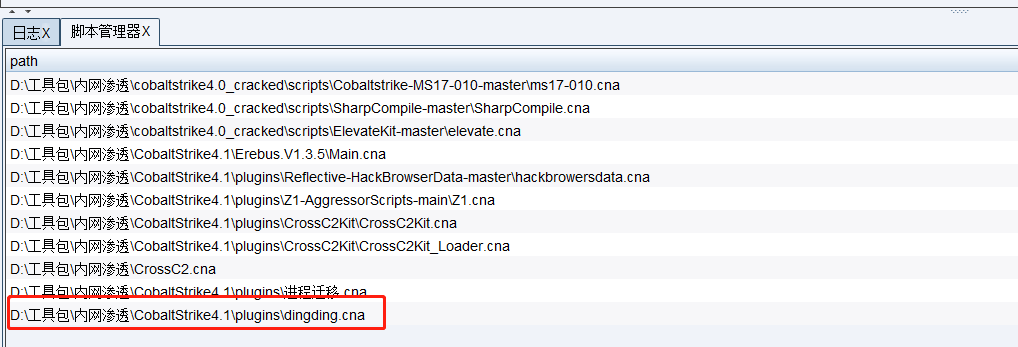 日志X 脚本管理器X
path
D:\工具包\内网渗透\cobaltstrike4.0_cracked\scripts\Cobaltstrike-MS17-010-master\ms17-010.cna
D:\工具包\内网渗透\cobaltstrike4.0_cracked\scripts\SharpCompile-master\SharpCompile.cna
D:\工具包\内网渗透\cobaltstrike4.0_cracked\scripts\ElevateKit-master\elevate.cna
D:\工具包\内网渗透\CobaltStrike4.1\Erebus.V1.3.5\Main.cna
D:\工具包\内网渗透\CobaltStrike4.1\plugins\Reflective-HackBrowserData-master\hackbrowersdata.cna
D:\工具包\内网渗透\CobaltStrike4.1\plugins\Z1-AggressorScripts-main\Z1.cna
D:\工具包\内网渗透\CobaltStrike4.1\plugins\CrossC2Kit\CrossC2Kit.cna
D:\工具包\内网渗透\CobaltStrike4.1\plugins\CrossC2Kit\CrossC2Kit_Loader.cna
D:\工具包\内网渗透\CrossC2.cna
D:\工具包\内网渗透\CobaltStrike4.1\plugins\进程迁移.cna
D:\工具包\内网渗透\CobaltStrike4.1\plugins\dingding.cna